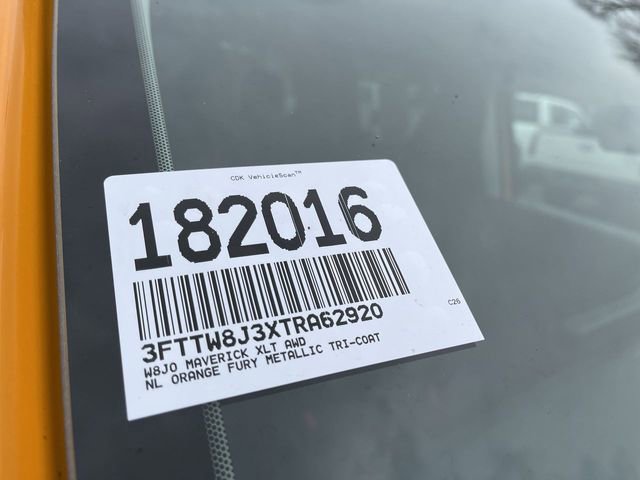 CDK VehicleScan™
182016
3FTTW8J3XTRA62920
W8J0 MAVERICK XLT AWD
NL ORANGE FURY METALLIC TRI-COAT
C26